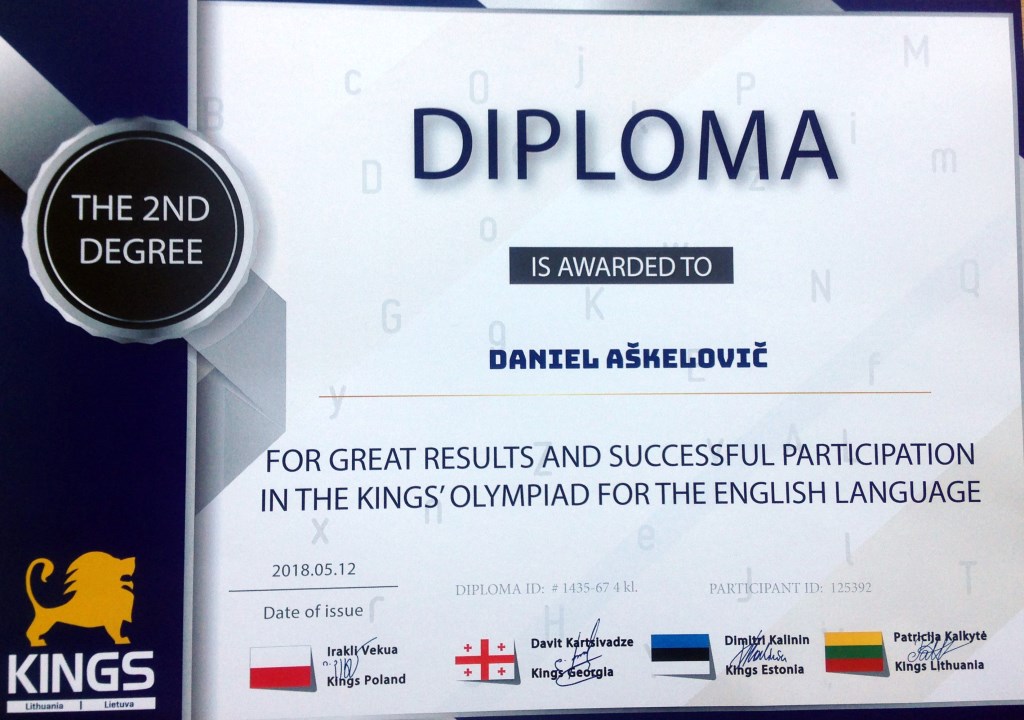 DIPLOMA
THE 2ND
DEGREE
IS AWARDED TO
DANIEL AŠKELOVIČ
FOR GREAT RESULTS AND SUCCESSFUL PARTICIPATION
IN THE KINGS' OLYMPIAD FOR THE ENGLISH LANGUAGE
2018.05.12
Date of issue
DIPLOMA ID: # 1435-67 4 kl.
PARTICIPANT ID: 125392
Irakli Vekua
Kings Poland
Davit Kartsivadze
Kings Georgia
Dimitri Kalinin
Kings Estonia
Patricija Kalkytė
Kings Lithuania
KINGS
Lithuania | Lietuva